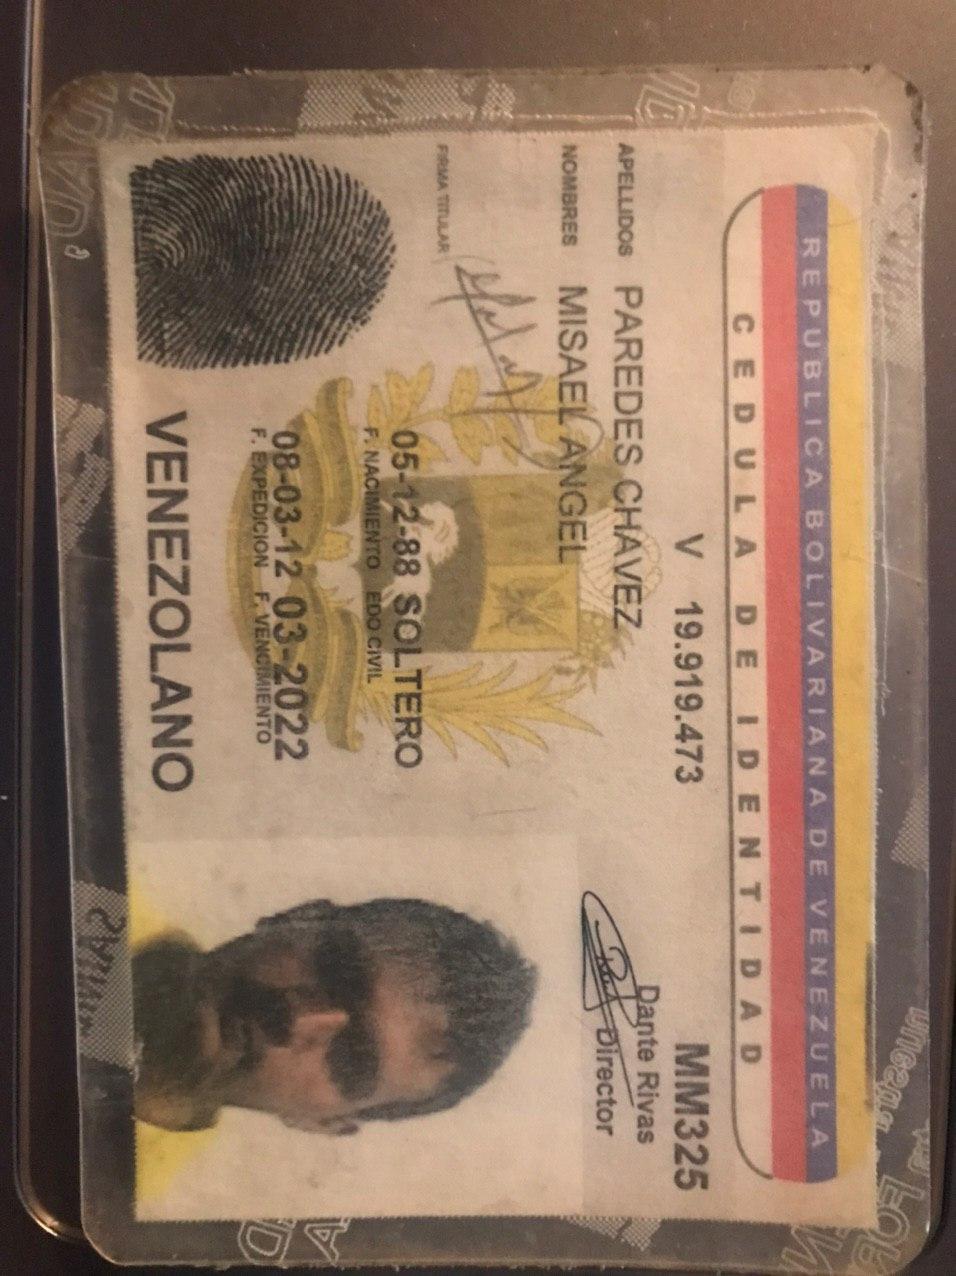 REPUBLICA BOLIVARIANA DE VENEZUELA
CEDULA DE IDENTIDAD
V 19.919.473 MM325
Dante Rivas
Director
APELLIDOS PAREDES CHAVEZ
NOMBRES MISAEL ANGEL
FIRMA TITULAR
05-12-88 SOLTERO
F. NACIMIENTO EDO CIVIL
08-03-12 03-2022
F. EXPEDICION F. VENCIMIENTO
VENEZOLANO